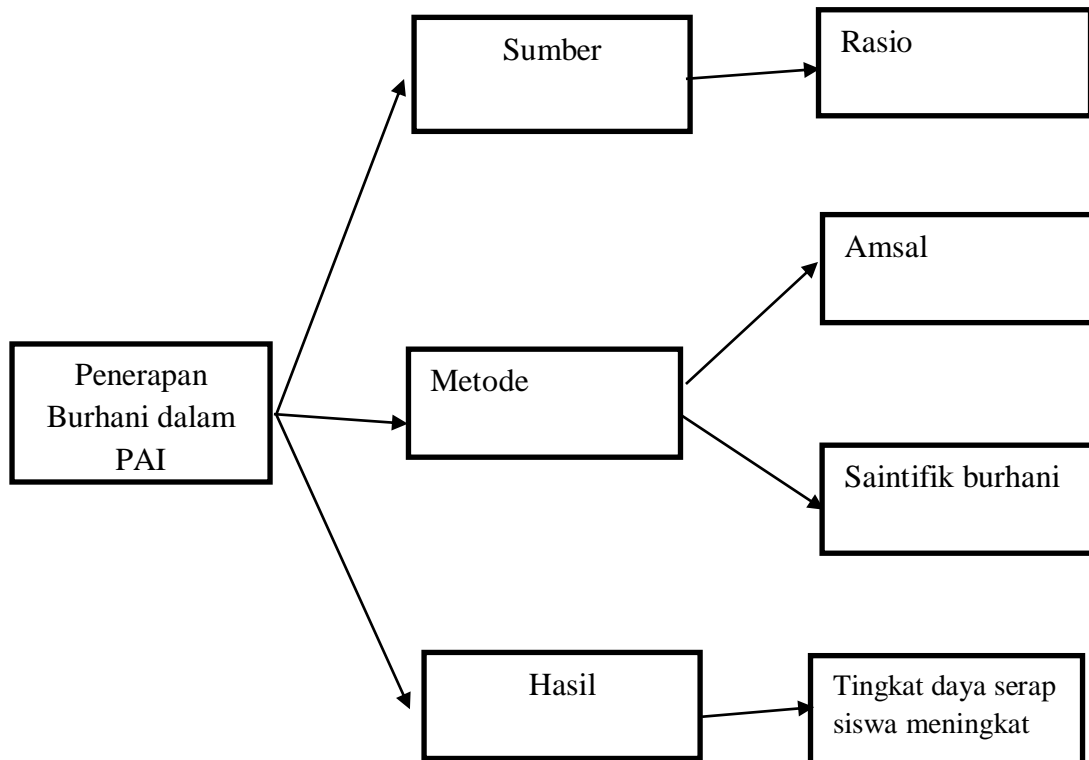 Sumber
Rasio
Amsal
Penerapan
Burhani dalam
PAI
Metode
Saintifik burhani
Hasil
Tingkat daya serap
siswa meningkat